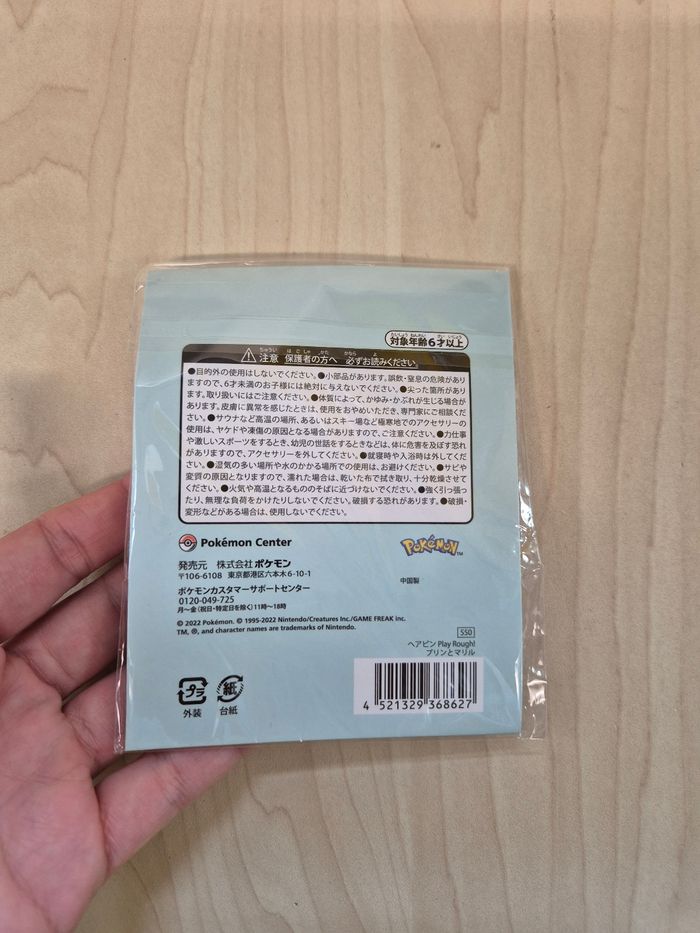 たいしょうねんれい さい いじょう
対象年齢6才以上
ちゅうい ほごしゃ かた かなら よ
注意 保護者の方へ 必ずお読みください
●目的外の使用はしないでください。●小部品があります。誤飲・窒息の危険があり
ますので、6才未満のお子様には絶対に与えないでください。●尖った箇所があり
ます。取り扱いにはご注意ください。●体質によって、かゆみ・かぶれが生じる場合が
あります。皮膚に異常を感じたときは、使用をおやめいただき、専門家にご相談くだ
さい。●サウナなど高温の場所、あるいはスキー場など極寒地でのアクセサリーの
使用は、ヤケドや凍傷の原因となる場合がありますので、ご注意ください。●力仕事
や激しいスポーツをするとき、幼児の世話をするときなどは、体に危害を及ぼす恐れ
がありますので、アクセサリーを外してください。●就寝時や入浴時は外してくださ
い。●湿気の多い場所や水のかかる場所での使用は、お避けください。●サビや
変質の原因となりますので、濡れた場合は、乾いた布で拭き取り、十分乾燥させて
ください。●火気や高温となるもののそばに近づけないでください。●強く引っ張っ
たり、無理な負荷をかけたりしないでください。破損する恐れがあります。●破損・
変形などがある場合は、使用しないでください。
Pokémon Center
POKéMON TM
発売元 株式会社ポケモン
〒106-6108 東京都港区六本木6-10-1
中国製
ポケモンカスタマーサポートセンター
0120-049-725
月～金(祝日・特定日を除く)11時～18時
© 2022 Pokémon. © 1995-2022 Nintendo/Creatures Inc./GAME FREAK inc.
TM, ®, and character names are trademarks of Nintendo.
550
ヘアピン Play Rough!
プリンとマリル
4 521329 368627
プラ
外装
紙
台紙